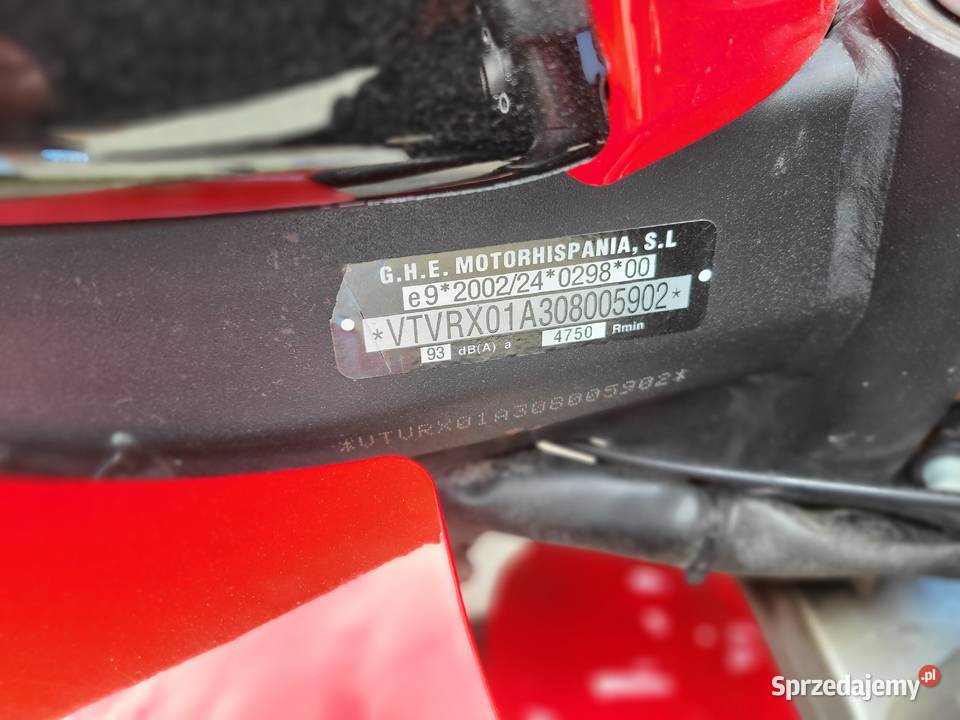 G.H.E. MOTORHISPANIA, S.L
e9*2002/24*0298*00
*VTVRX01A308005902*
93 dB(A) a 4750 Rmin
*VTVRX01A308005902*
Sprzedajemy.pl